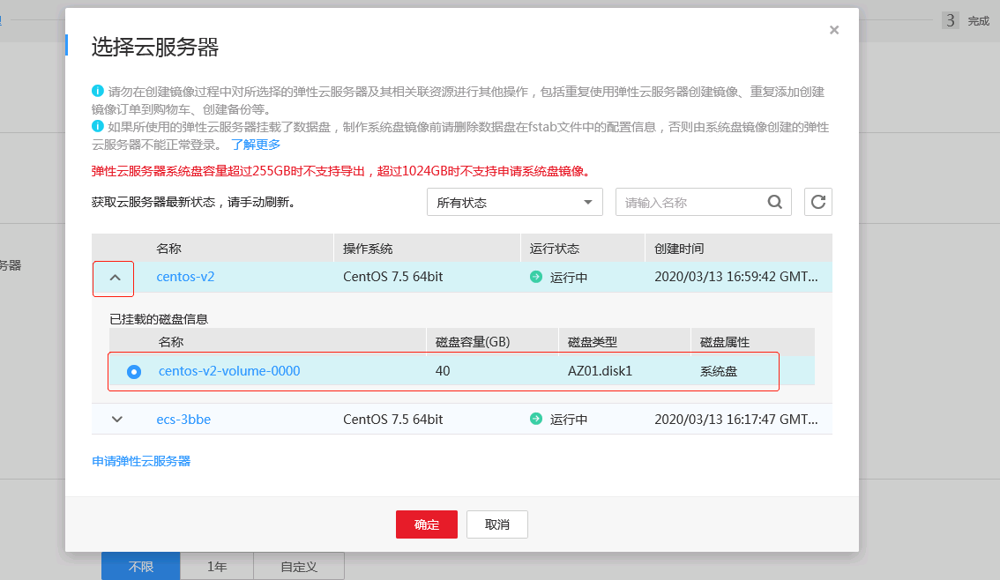 3 完成
选择云服务器
请勿在创建镜像过程中对所选择的弹性云服务器及其相关联资源进行其他操作，包括重复使用弹性云服务器创建镜像、重复添加创建
镜像订单到购物车、创建备份等。
如果所使用的弹性云服务器挂载了数据盘，制作系统盘镜像前请删除数据盘在fstab文件中的配置信息，否则由系统盘镜像创建的弹性
云服务器不能正常登录。 了解更多
弹性云服务器系统盘容量超过255GB时不支持导出，超过1024GB时不支持申请系统盘镜像。
获取云服务器最新状态，请手动刷新。 所有状态 请输入名称
名称 操作系统 运行状态 创建时间
务器
centos-v2 CentOS 7.5 64bit 运行中 2020/03/13 16:59:42 GMT...
已挂载的磁盘信息
名称 磁盘容量(GB) 磁盘类型 磁盘属性
centos-v2-volume-0000 40 AZ01.disk1 系统盘
ecs-3bbe CentOS 7.5 64bit 运行中 2020/03/13 16:17:47 GMT...
申请弹性云服务器
确定 取消
不限 1年 自定义